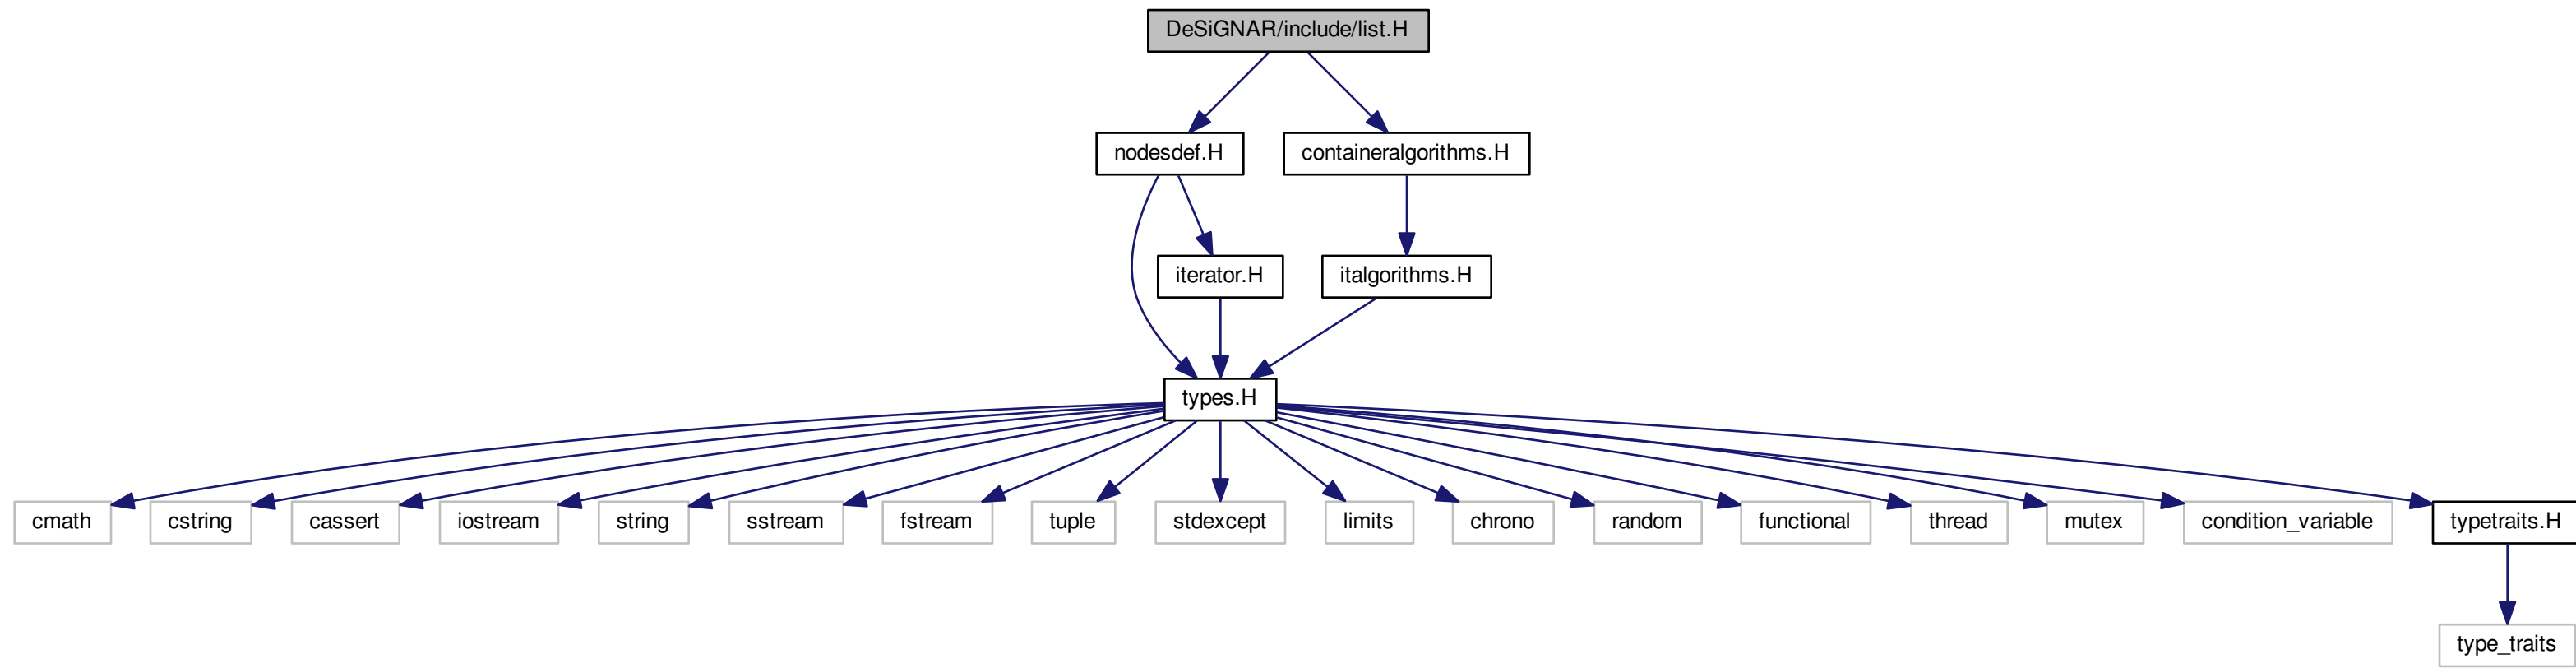 DeSiGNAR/include/list.H
nodesdef.H
containeralgorithms.H
iterator.H
italgorithms.H
types.H
cmath
cstring
cassert
iostream
string
sstream
fstream
tuple
stdexcept
limits
chrono
random
functional
thread
mutex
condition_variable
typetraits.H
type_traits